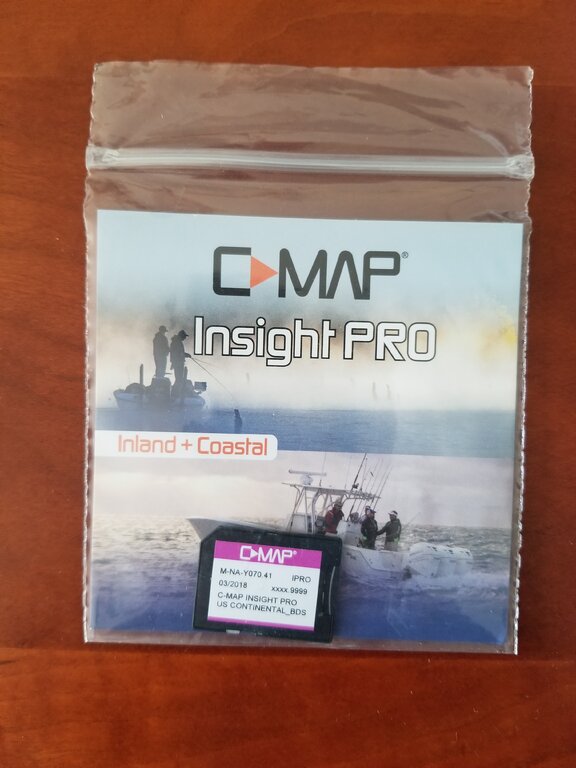 C-MAP®
Insight PRO
Inland + Coastal
C-MAP®
M-NA-Y070.41 IPRO
03/2018 xxxx.9999
C-MAP INSIGHT PRO
US CONTINENTAL_BDS